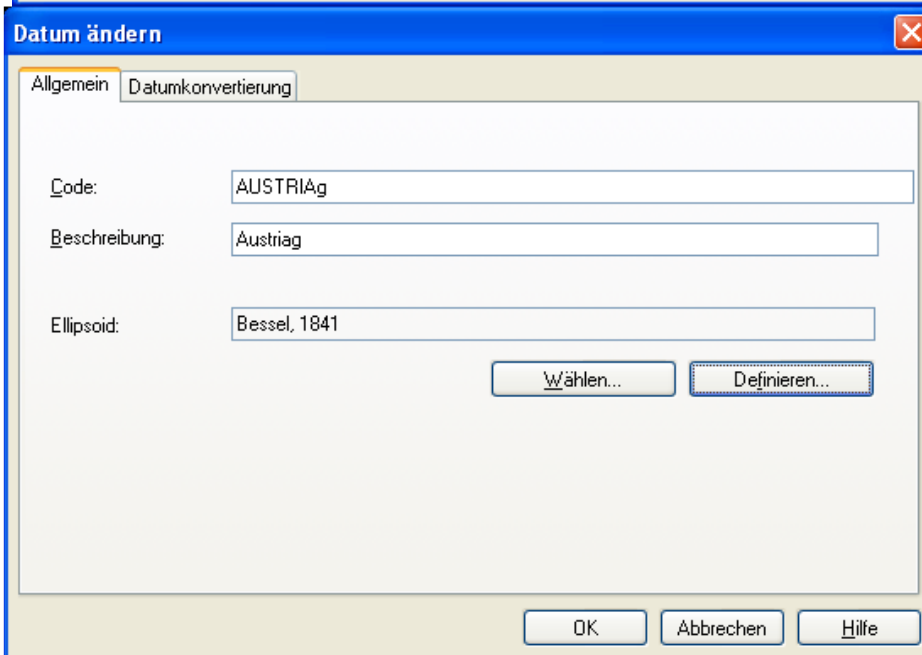 Datum ändern
Allgemein Datumkonvertierung
Code: AUSTRIAg
Beschreibung: Austriag
Ellipsoid: Bessel, 1841
Wählen... Definieren...
OK Abbrechen Hilfe